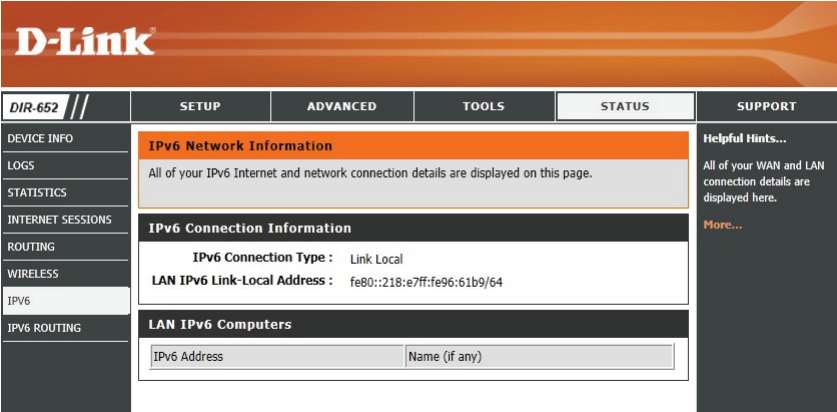 D-Link
DIR-652 //
SETUP
ADVANCED
TOOLS
STATUS
SUPPORT
DEVICE INFO
LOGS
STATISTICS
INTERNET SESSIONS
ROUTING
WIRELESS
IPV6
IPV6 ROUTING
IPv6 Network Information
All of your IPv6 Internet and network connection details are displayed on this page.
IPv6 Connection Information
IPv6 Connection Type : Link Local
LAN IPv6 Link-Local Address : fe80::218:e7ff:fe96:61b9/64
LAN IPv6 Computers
IPv6 Address Name (if any)
Helpful Hints...
All of your WAN and LAN
connection details are
displayed here.
More...